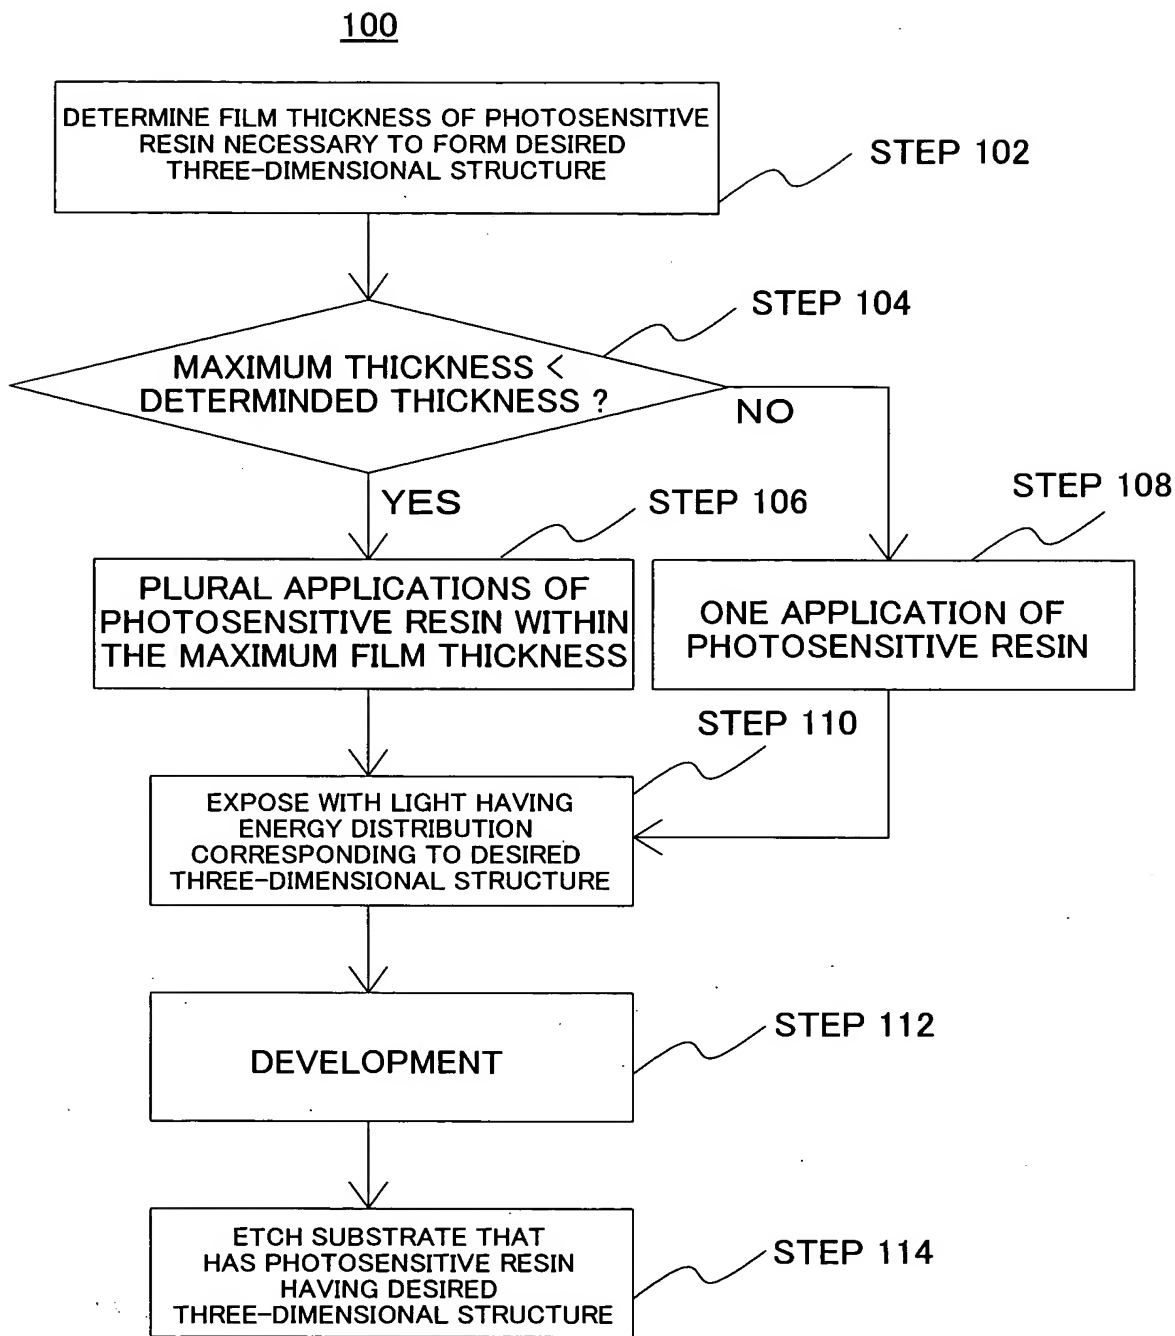 100
DETERMINE FILM THICKNESS OF PHOTOSENSITIVE
RESIN NECESSARY TO FORM DESIRED
THREE-DIMENSIONAL STRUCTURE
STEP 102
STEP 104
MAXIMUM THICKNESS <
DETERMINDED THICKNESS ?
NO
YES
STEP 106
STEP 108
PLURAL APPLICATIONS OF
PHOTOSENSITIVE RESIN WITHIN
THE MAXIMUM FILM THICKNESS
ONE APPLICATION OF
PHOTOSENSITIVE RESIN
STEP 110
EXPOSE WITH LIGHT HAVING
ENERGY DISTRIBUTION
CORRESPONDING TO DESIRED
THREE-DIMENSIONAL STRUCTURE
STEP 112
DEVELOPMENT
ETCH SUBSTRATE THAT
HAS PHOTOSENSITIVE RESIN
HAVING DESIRED
THREE-DIMENSIONAL STRUCTURE
STEP 114